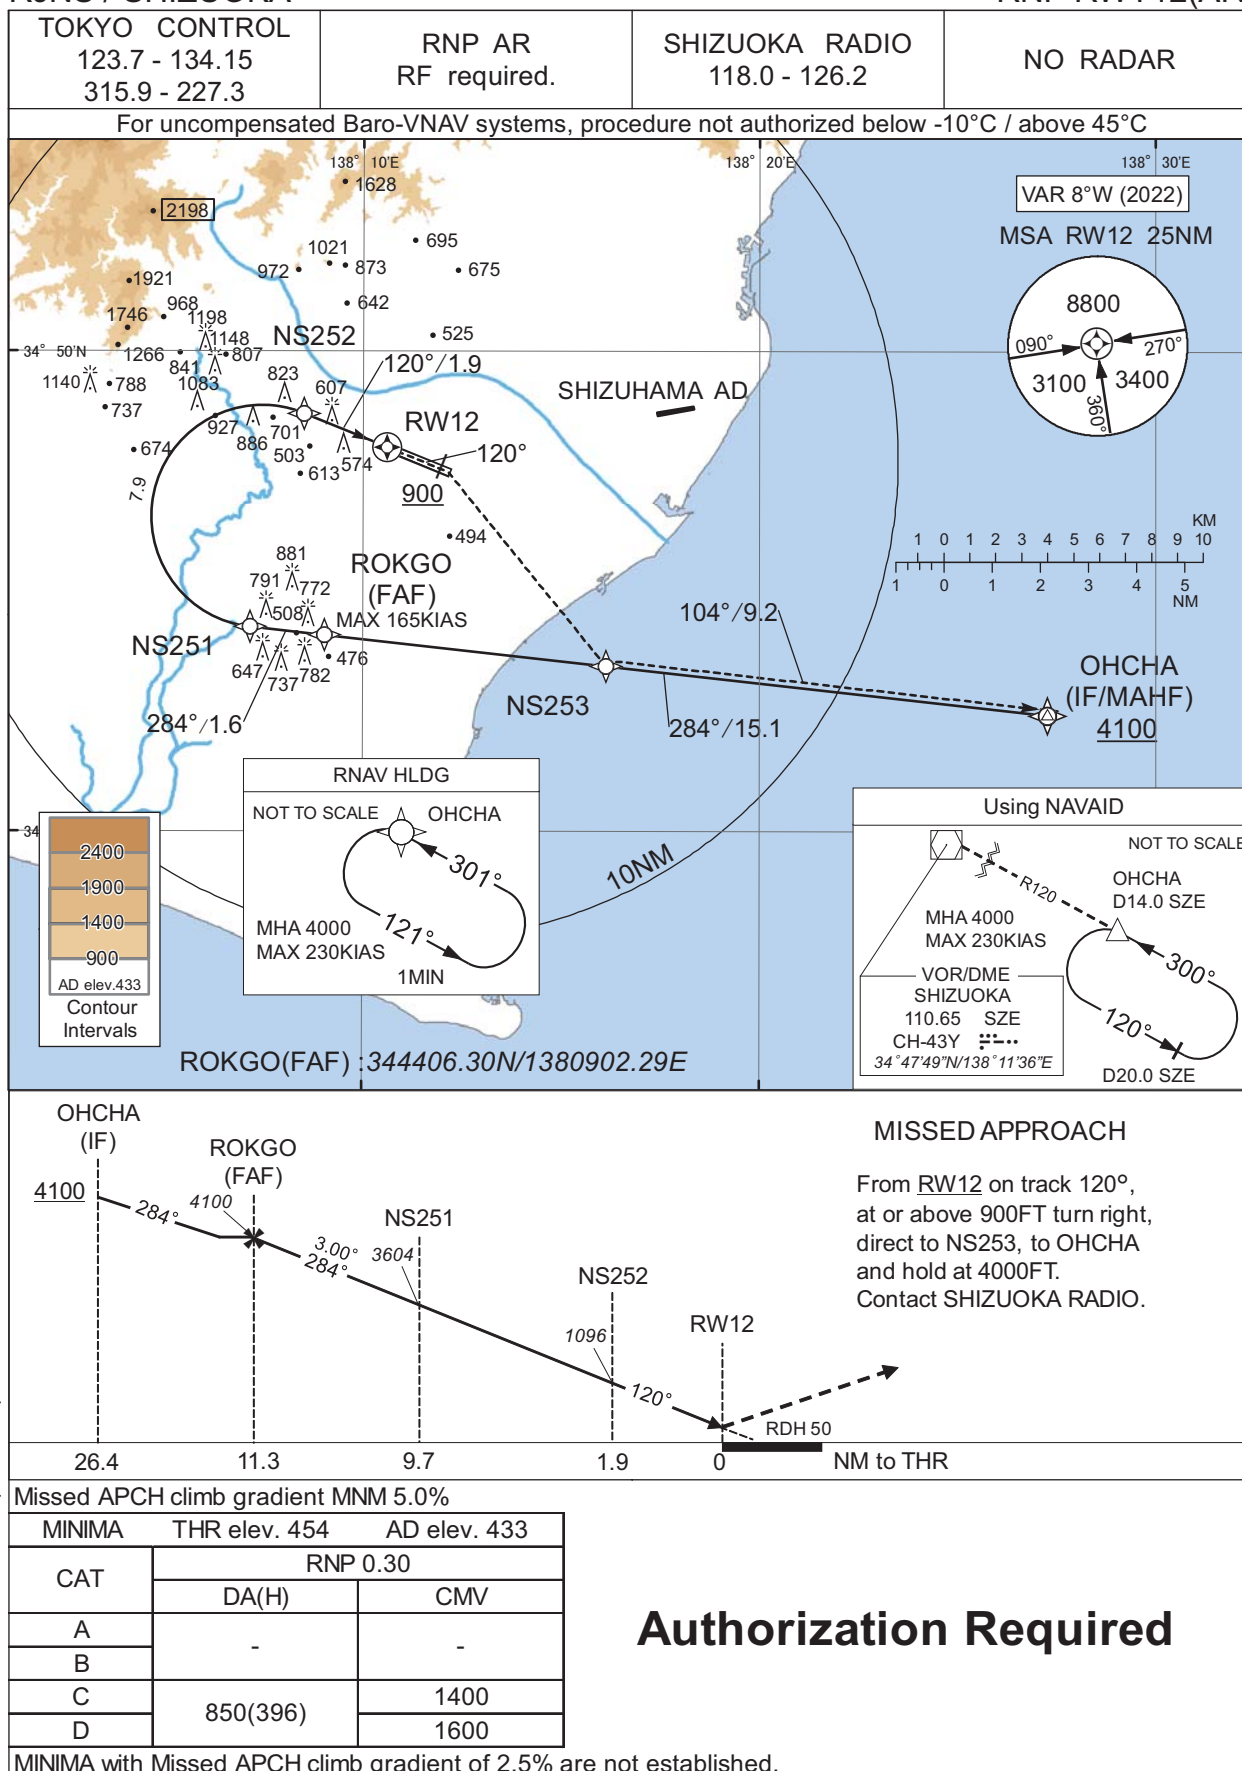 TOKYO CONTROL
123.7 - 134.15
315.9 - 227.3
RNP AR
RF required.
SHIZUOKA RADIO
118.0 - 126.2
NO RADAR
For uncompensated Baro-VNAV systems, procedure not authorized below -10°C / above 45°C
138° 10'E
138° 20'E
138° 30'E
1628
2198
VAR 8°W (2022)
MSA RW12 25NM
8800
090°
270°
3100
3400
360°
695
1021
972
873
675
1921
642
968
1746
1198
525
1148
NS252
34° 50'N
1266
841
807
120°/1.9
1140
788
1083
823
607
SHIZUHAMA AD
737
927
RW12
886
701
674
503
574
120°
613
7.9
900
494
KM
1 0 1 2 3 4 5 6 7 8 9 10
1 0 1 2 3 4 5
NM
881
ROKGO
(FAF)
791
772
508
MAX 165KIAS
104°/9.2
NS251
647
737
782
476
OHCHA
(IF/MAHF)
4100
NS253
284°/1.6
284°/15.1
RNAV HLDG
NOT TO SCALE
OHCHA
301°
121°
MHA 4000
MAX 230KIAS
1MIN
10NM
Using NAVAID
NOT TO SCALE
R120
OHCHA
D14.0 SZE
MHA 4000
MAX 230KIAS
300°
120°
D20.0 SZE
VOR/DME
SHIZUOKA
110.65 SZE
CH-43Y
34°47'49"N/138°11'36"E
34
2400
1900
1400
900
AD elev.433
Contour
Intervals
ROKGO(FAF) :344406.30N/1380902.29E
OHCHA
(IF)
ROKGO
(FAF)
4100
284°
4100
NS251
3.00°
284°
3604
NS252
1096
RW12
120°
RDH 50
26.4
11.3
9.7
1.9
0
NM to THR
MISSED APPROACH
From RW12 on track 120°,
at or above 900FT turn right,
direct to NS253, to OHCHA
and hold at 4000FT.
Contact SHIZUOKA RADIO.
Missed APCH climb gradient MNM 5.0%
MINIMA THR elev. 454 AD elev. 433
CAT
RNP 0.30
DA(H) CMV
A
B
- -
C
850(396)
1400
D
1600
Authorization Required
MINIMA with Missed APCH climb gradient of 2.5% are not established.